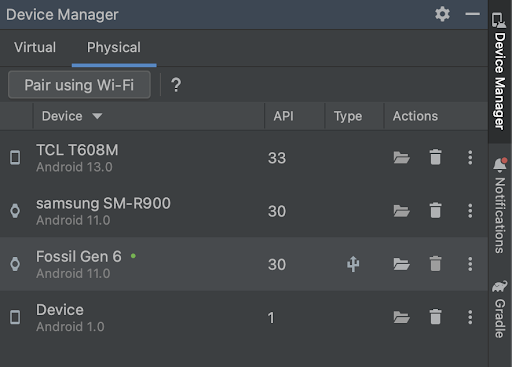 Device Manager
Virtual
Physical
Pair using Wi-Fi
?
Device
API
Type
Actions
TCL T608M
Android 13.0
33
samsung SM-R900
Android 11.0
30
Fossil Gen 6
Android 11.0
30
Device
Android 1.0
1
Device Manager
Notifications
Gradle